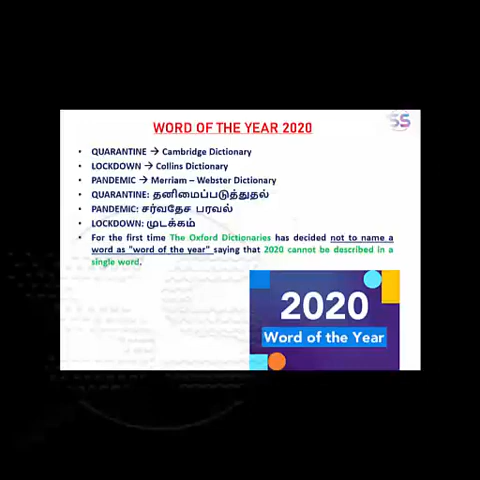 SS
WORD OF THE YEAR 2020
• QUARANTINE → Cambridge Dictionary
• LOCKDOWN → Collins Dictionary
• PANDEMIC → Merriam – Webster Dictionary
• QUARANTINE: தனிமைப்படுத்துதல்
• PANDEMIC: சர்வதேச பரவல்
• LOCKDOWN: முடக்கம்
• For the first time The Oxford Dictionaries has decided not to name a
word as "word of the year" saying that 2020 cannot be described in a
single word.
2020
Word of the Year